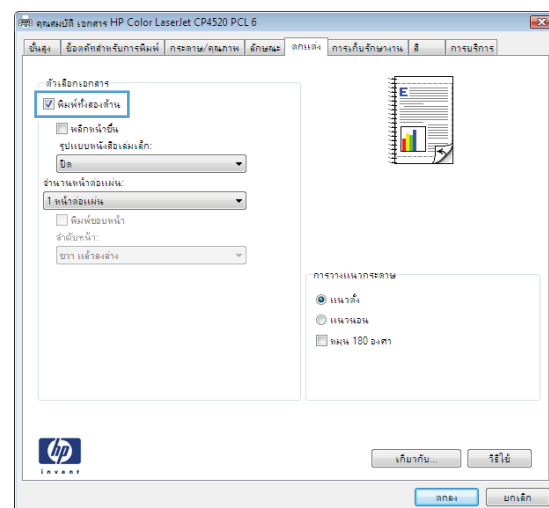 คุณสมบัติ เอกสาร HP Color LaserJet CP4520 PCL 6
ขั้นสูง ช็อตคัทสำหรับการพิมพ์ กระดาษ/คุณภาพ ลักษณะ ตกแต่ง การเก็บรักษางาน สี การบริการ
ตัวเลือกเอกสาร
พิมพ์ทั้งสองด้าน
พลิกหน้าขึ้น
รูปแบบหนังสือเล่มเล็ก:
ปิด
จำนวนหน้าต่อแผ่น:
1 หน้าต่อแผ่น
พิมพ์ขอบหน้า
ลำดับหน้า:
ขวา แล้วลงล่าง
E
การวางแนวกระดาษ
แนวตั้ง
แนวนอน
หมุน 180 องศา
hp
invent
เกี่ยวกับ... วิธีใช้
ตกลง ยกเลิก